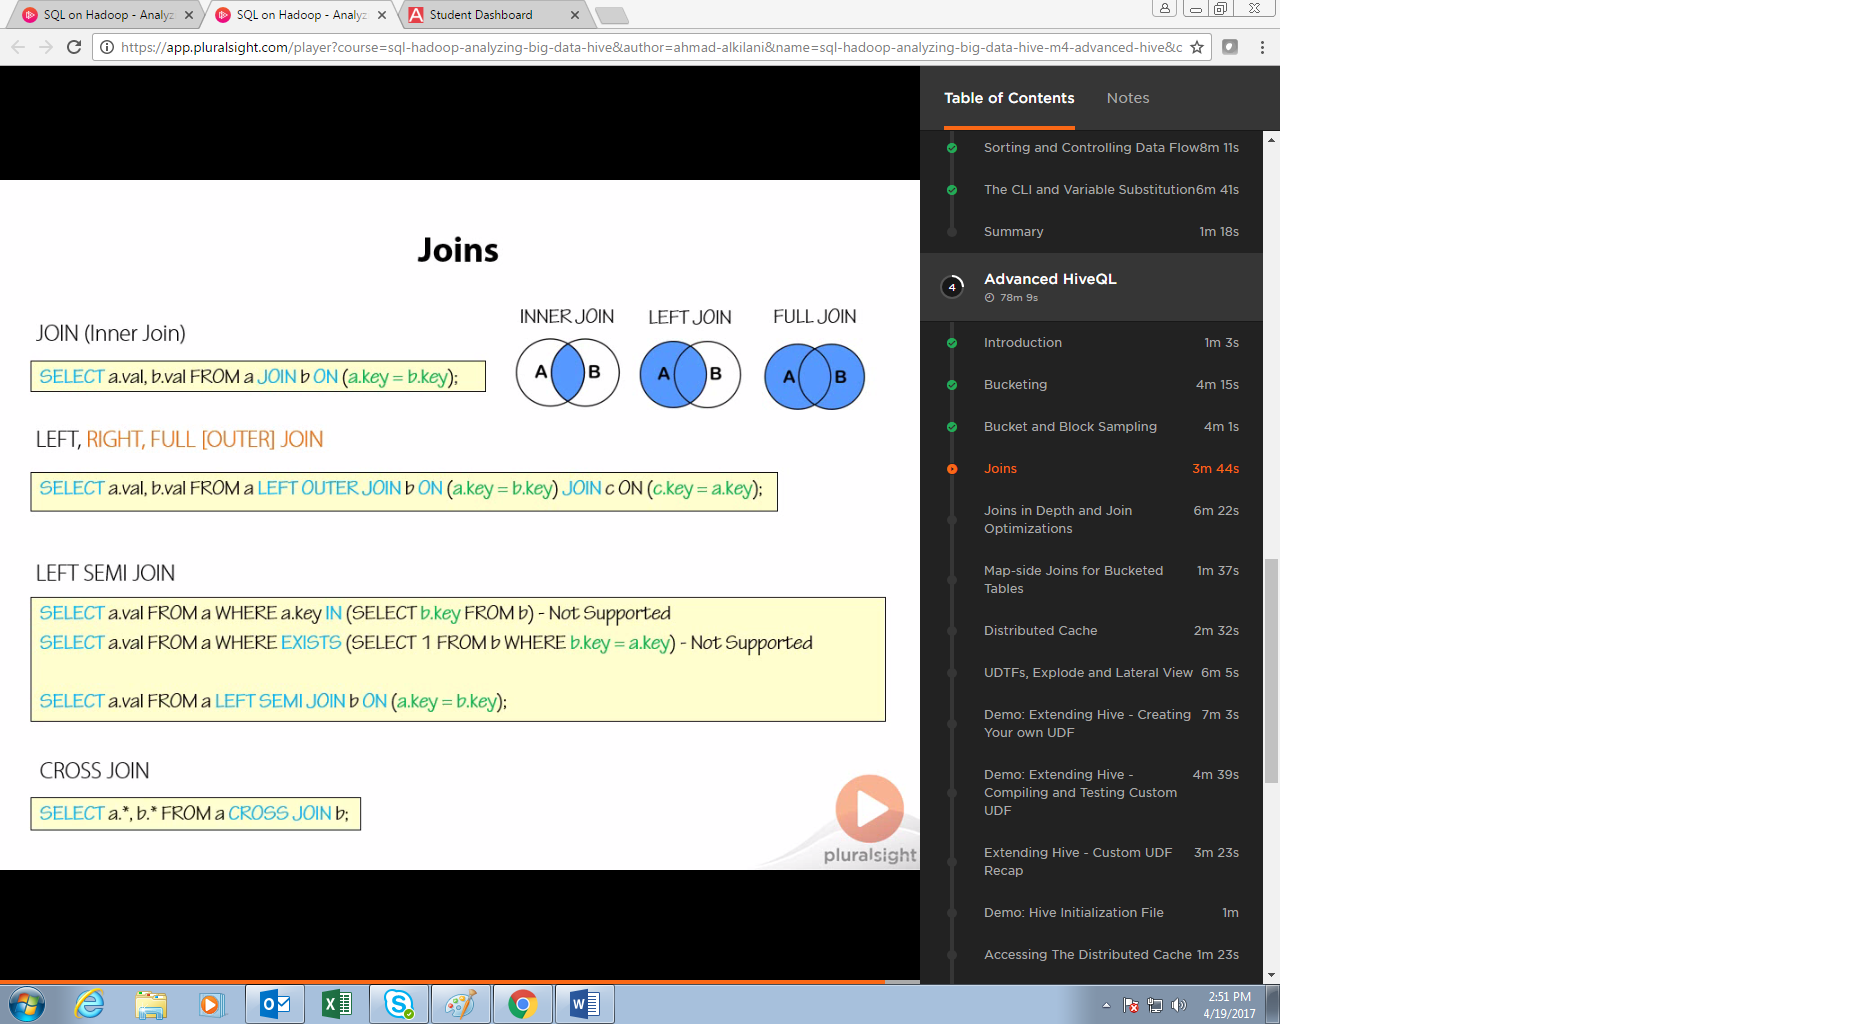 SQL on Hadoop - Analyz
SQL on Hadoop - Analyz
Student Dashboard
https://app.pluralsight.com/player?course=sql-hadoop-analyzing-big-data-hive&author=ahmad-alkilani&name=sql-hadoop-analyzing-big-data-hive-m4-advanced-hive&c
Joins
JOIN (Inner Join)
INNER JOIN
LEFT JOIN
FULL JOIN
A
B
A
B
A
B
SELECT a.val, b.val FROM a JOIN b ON (a.key = b.key);
LEFT, RIGHT, FULL [OUTER] JOIN
SELECT a.val, b.val FROM a LEFT OUTER JOIN b ON (a.key = b.key) JOIN c ON (c.key = a.key);
LEFT SEMI JOIN
SELECT a.val FROM a WHERE a.key IN (SELECT b.key FROM b) - Not Supported
SELECT a.val FROM a WHERE EXISTS (SELECT 1 FROM b WHERE b.key = a.key) - Not Supported
SELECT a.val FROM a LEFT SEMI JOIN b ON (a.key = b.key);
CROSS JOIN
SELECT a.*, b.* FROM a CROSS JOIN b;
pluralsight
Table of Contents
Notes
Sorting and Controlling Data Flow 8m 11s
The CLI and Variable Substitution 6m 41s
Summary 1m 18s
4
Advanced HiveQL
78m 9s
Introduction 1m 3s
Bucketing 4m 15s
Bucket and Block Sampling 4m 1s
Joins 3m 44s
Joins in Depth and Join 6m 22s
Optimizations
Map-side Joins for Bucketed 1m 37s
Tables
Distributed Cache 2m 32s
UDTFs, Explode and Lateral View 6m 5s
Demo: Extending Hive - Creating 7m 3s
Your own UDF
Demo: Extending Hive - 4m 39s
Compiling and Testing Custom
UDF
Extending Hive - Custom UDF 3m 23s
Recap
Demo: Hive Initialization File 1m
Accessing The Distributed Cache 1m 23s
2:51 PM
4/19/2017